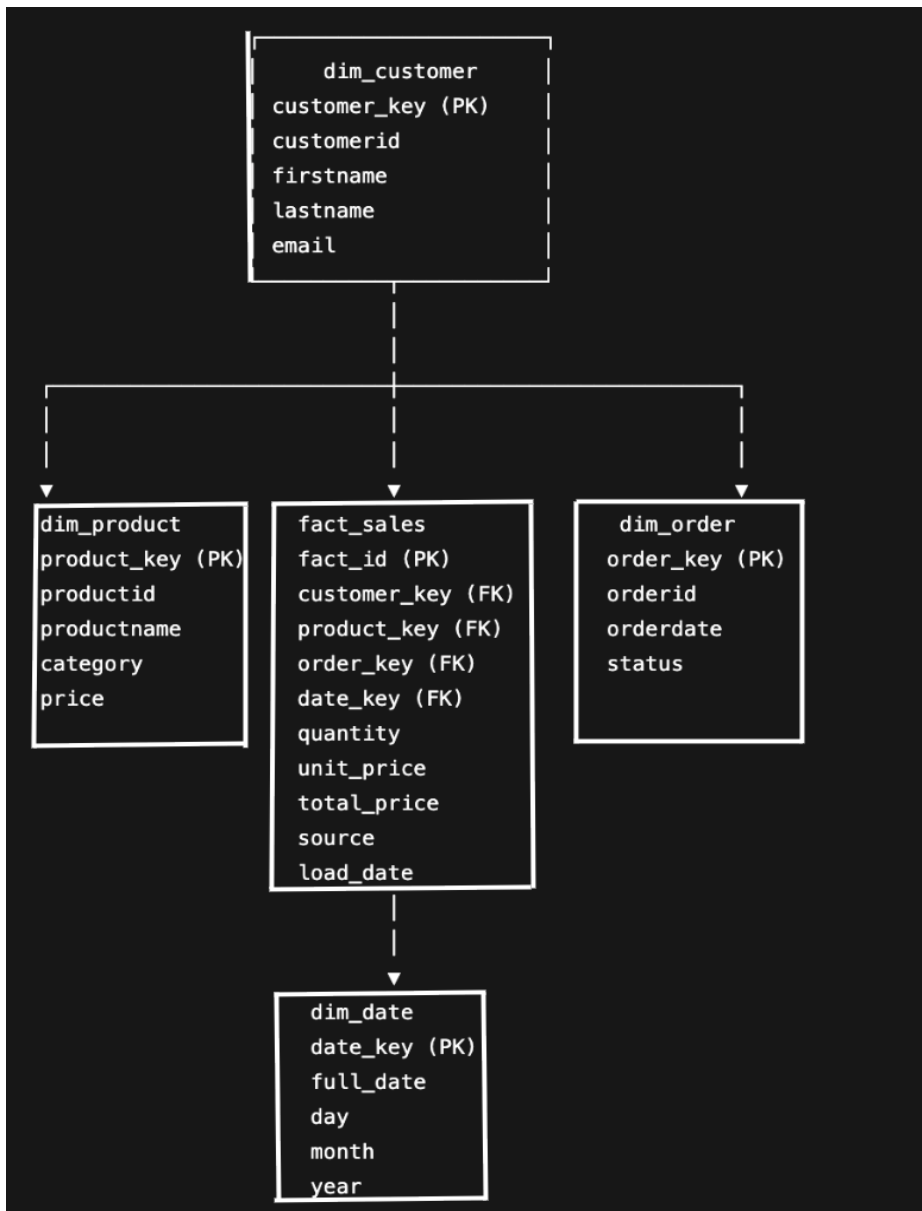 dim_customer
customer_key (PK)
customerid
firstname
lastname
email
dim_product
product_key (PK)
productid
productname
category
price
fact_sales
fact_id (PK)
customer_key (FK)
product_key (FK)
order_key (FK)
date_key (FK)
quantity
unit_price
total_price
source
load_date
dim_order
order_key (PK)
orderid
orderdate
status
dim_date
date_key (PK)
full_date
day
month
year